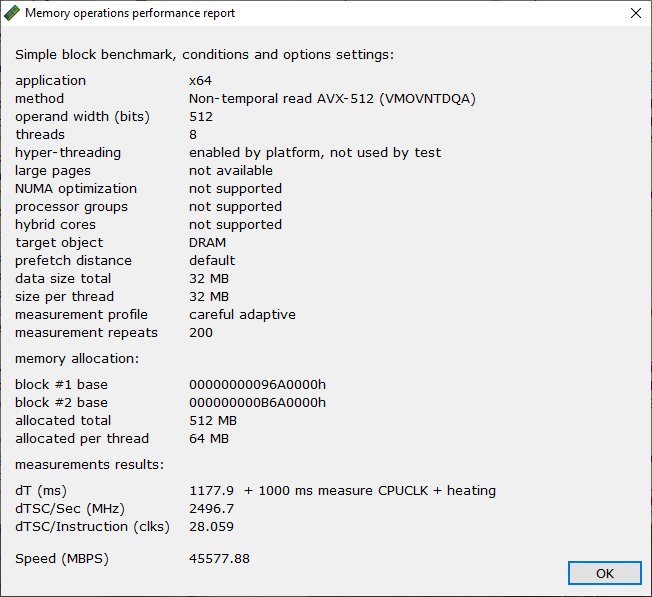 Memory operations performance report
Simple block benchmark, conditions and options settings:
application x64
method Non-temporal read AVX-512 (VMOVNTDQA)
operand width (bits) 512
threads 8
hyper-threading enabled by platform, not used by test
large pages not available
NUMA optimization not supported
processor groups not supported
hybrid cores not supported
target object DRAM
prefetch distance default
data size total 32 MB
size per thread 32 MB
measurement profile careful adaptive
measurement repeats 200
memory allocation:
block #1 base 00000000096A0000h
block #2 base 000000000B6A0000h
allocated total 512 MB
allocated per thread 64 MB
measurements results:
dT (ms) 1177.9 + 1000 ms measure CPUCLK + heating
dTSC/Sec (MHz) 2496.7
dTSC/Instruction (clks) 28.059
Speed (MBPS) 45577.88
OK